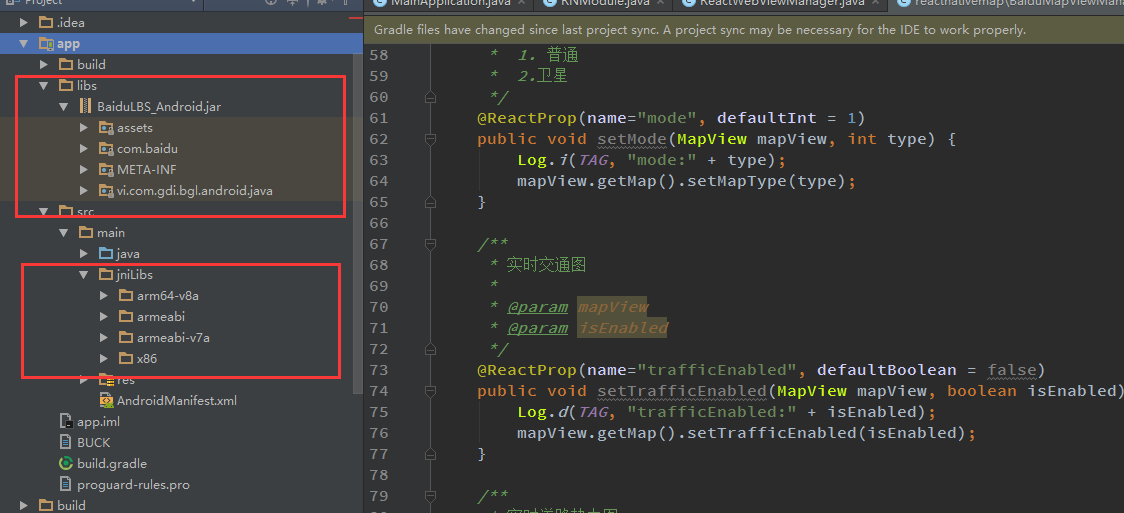 Project
MainApplication.java
RNModule.java
ReactWebViewManager.java
reactnativemap\BaiduMapViewMana
.idea
app
build
libs
BaiduLBS_Android.jar
assets
com.baidu
META-INF
vi.com.gdi.bgl.android.java
src
main
java
jniLibs
arm64-v8a
armeabi
armeabi-v7a
x86
res
AndroidManifest.xml
app.iml
BUCK
build.gradle
proguard-rules.pro
build
Gradle files have changed since last project sync. A project sync may be necessary for the IDE to work properly.
58 * 1. 普通
59 * 2.卫星
60 */
61 @ReactProp(name="mode", defaultInt = 1)
62 public void setMode(MapView mapView, int type) {
63 Log.i(TAG, "mode:" + type);
64 mapView.getMap().setMapType(type);
65 }
66
67 /**
68 * 实时交通图
69 *
70 * @param mapView
71 * @param isEnabled
72 */
73 @ReactProp(name="trafficEnabled", defaultBoolean = false)
74 public void setTrafficEnabled(MapView mapView, boolean isEnabled)
75 Log.d(TAG, "trafficEnabled:" + isEnabled);
76 mapView.getMap().setTrafficEnabled(isEnabled);
77 }
78
79 /**